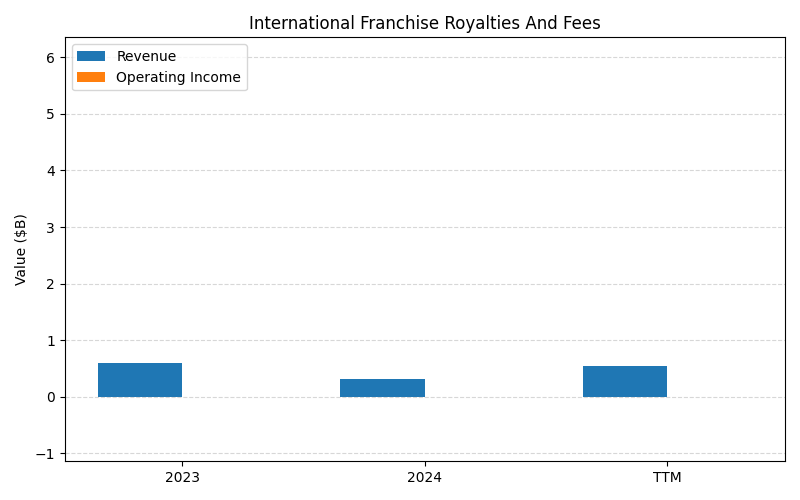 International Franchise Royalties And Fees
Revenue
Operating Income
Value ($B)
6
5
4
3
2
1
0
−1
2023 2024 TTM